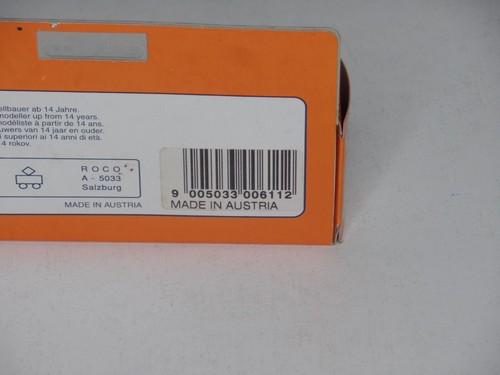 ellbauer ab 14 Jahre.
modeller up from 14 years.
modéliste à partir de 14 ans.
uwers van 14 jaar en ouder.
i superiori ai 14 anni di età.
4 rokov.
ROCO
A - 5033
Salzburg
MADE IN AUSTRIA
9 005033 006112
MADE IN AUSTRIA